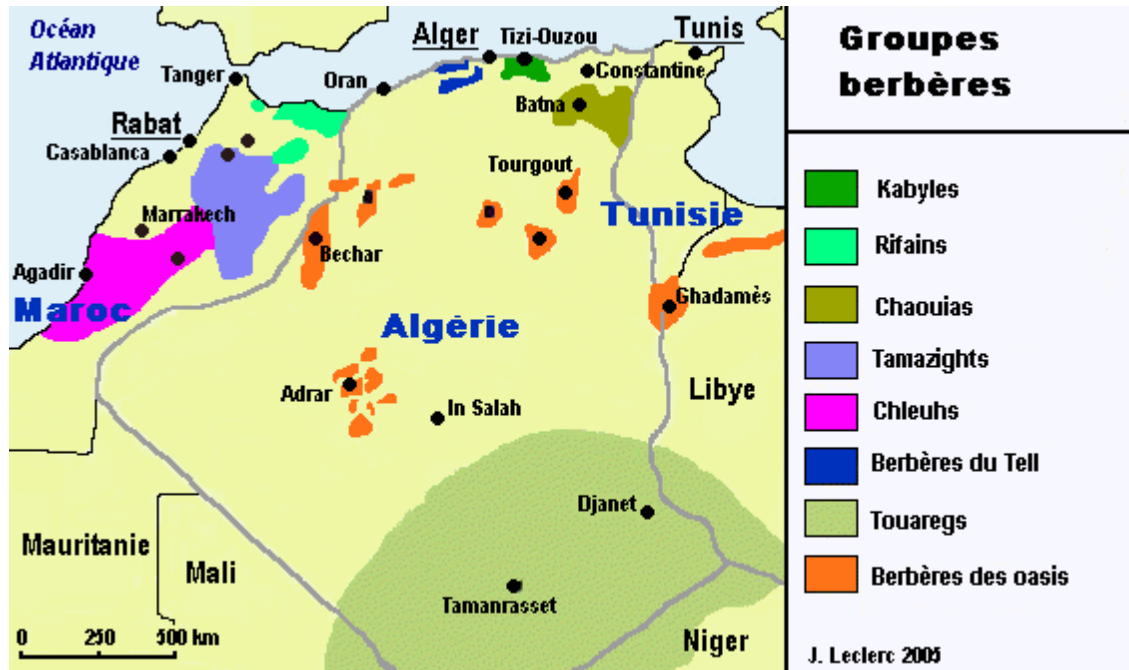 Océan
Atlantique
Tanger
Oran
Alger
Tizi-Ouzou
Tunis
Constantine
Batna
Rabat
Casablanca
Tourgout
Tunisie
Marrakech
Bechar
Agadir
Maroc
Ghadamès
Algérie
Adrar
In Salah
Libye
Djanet
Mauritanie
Mali
Tamanrasset
Niger
0 250 500 km
Groupes
berbères
Kabyles
Rifains
Chaouias
Tamazights
Chleuhs
Berbères du Tell
Touaregs
Berbères des oasis
J. Leclerc 2005